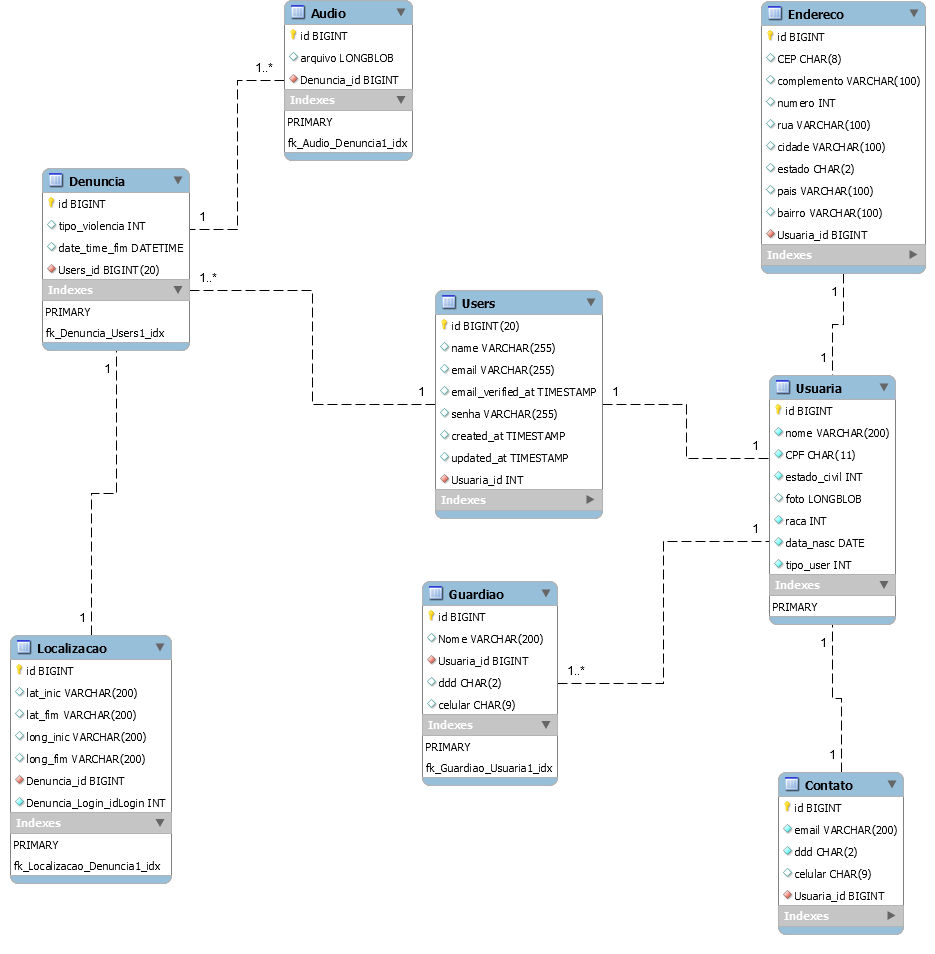 Audio
id BIGINT
arquivo LONGBLOB
Denuncia_id BIGINT
Indexes
PRIMARY
fk_Audio_Denuncia1_idx
1..*
1
Denuncia
id BIGINT
tipo_violencia INT
date_time_fim DATETIME
Users_id BIGINT(20)
Indexes
PRIMARY
fk_Denuncia_Users1_idx
1..*
1
1
1
Users
id BIGINT(20)
name VARCHAR(255)
email VARCHAR(255)
email_verified_at TIMESTAMP
senha VARCHAR(255)
created_at TIMESTAMP
updated_at TIMESTAMP
Usuaria_id INT
Indexes
1
1
Endereco
id BIGINT
CEP CHAR(8)
complemento VARCHAR(100)
numero INT
rua VARCHAR(100)
cidade VARCHAR(100)
estado CHAR(2)
pais VARCHAR(100)
bairro VARCHAR(100)
Usuaria_id BIGINT
Indexes
1
1
Usuaria
id BIGINT
nome VARCHAR(200)
CPF CHAR(11)
estado_civil INT
foto LONGBLOB
raca INT
data_nasc DATE
tipo_user INT
Indexes
PRIMARY
1
1..*
Guardiao
id BIGINT
Nome VARCHAR(200)
Usuaria_id BIGINT
ddd CHAR(2)
celular CHAR(9)
Indexes
PRIMARY
fk_Guardiao_Usuaria1_idx
Localizacao
id BIGINT
lat_inic VARCHAR(200)
lat_fim VARCHAR(200)
long_inic VARCHAR(200)
long_fim VARCHAR(200)
Denuncia_id BIGINT
Denuncia_Login_idLogin INT
Indexes
PRIMARY
fk_Localizacao_Denuncia1_idx
1
1
Contato
id BIGINT
email VARCHAR(200)
ddd CHAR(2)
celular CHAR(9)
Usuaria_id BIGINT
Indexes